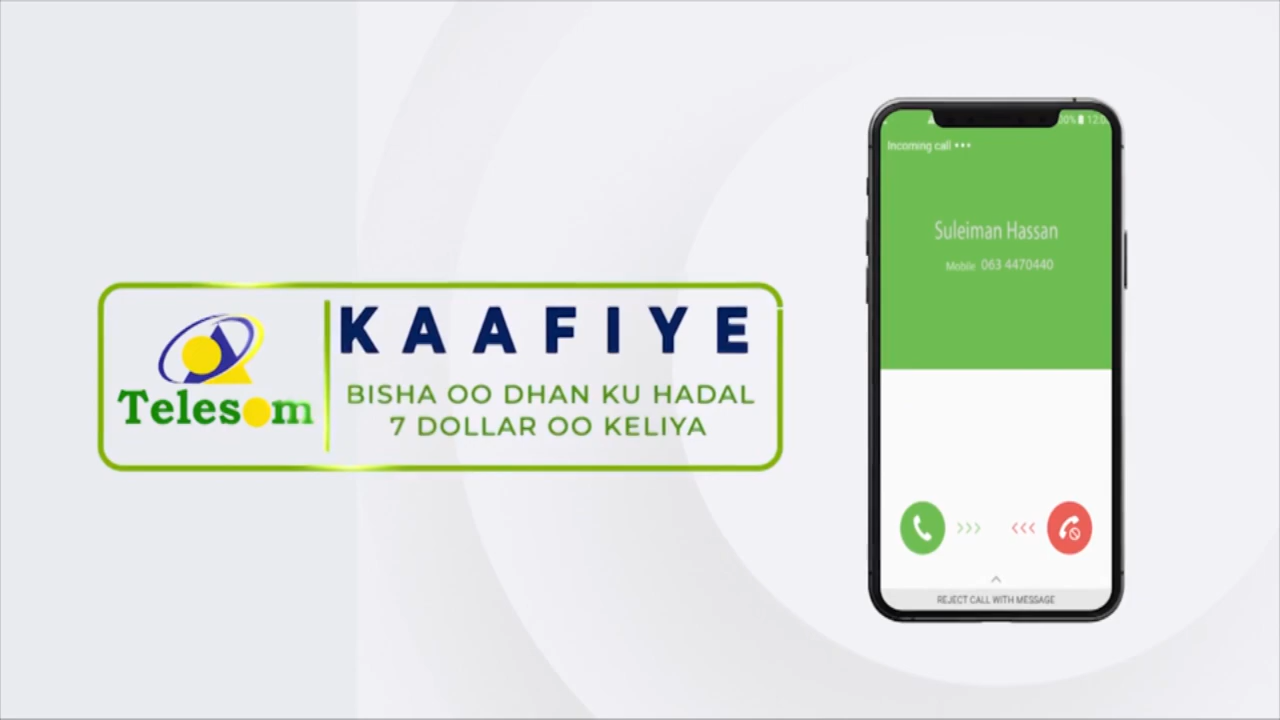 Telesom
KAAFIYE
BISHA OO DHAN KU HADAL
7 DOLLAR OO KELIYA
Incoming call •••
Suleiman Hassan
Mobile 063 4470440
REJECT CALL WITH MESSAGE